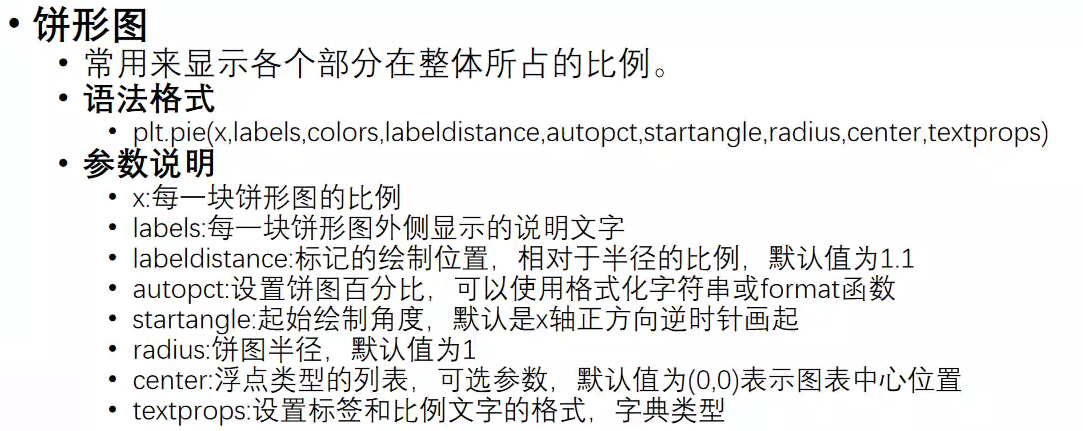 • 饼形图
• 常用来显示各个部分在整体所占的比例。
• 语法格式
• plt.pie(x,labels,colors,labeldistance,autopct,startangle,radius,center,textprops)
• 参数说明
• x:每一块饼形图的比例
• labels:每一块饼形图外侧显示的说明文字
• labeldistance:标记的绘制位置，相对于半径的比例，默认值为1.1
• autopct:设置饼图百分比，可以使用格式化字符串或format函数
• startangle:起始绘制角度，默认是x轴正方向逆时针画起
• radius:饼图半径，默认值为1
• center:浮点类型的列表，可选参数，默认值为(0,0)表示图表中心位置
• textprops:设置标签和比例文字的格式，字典类型